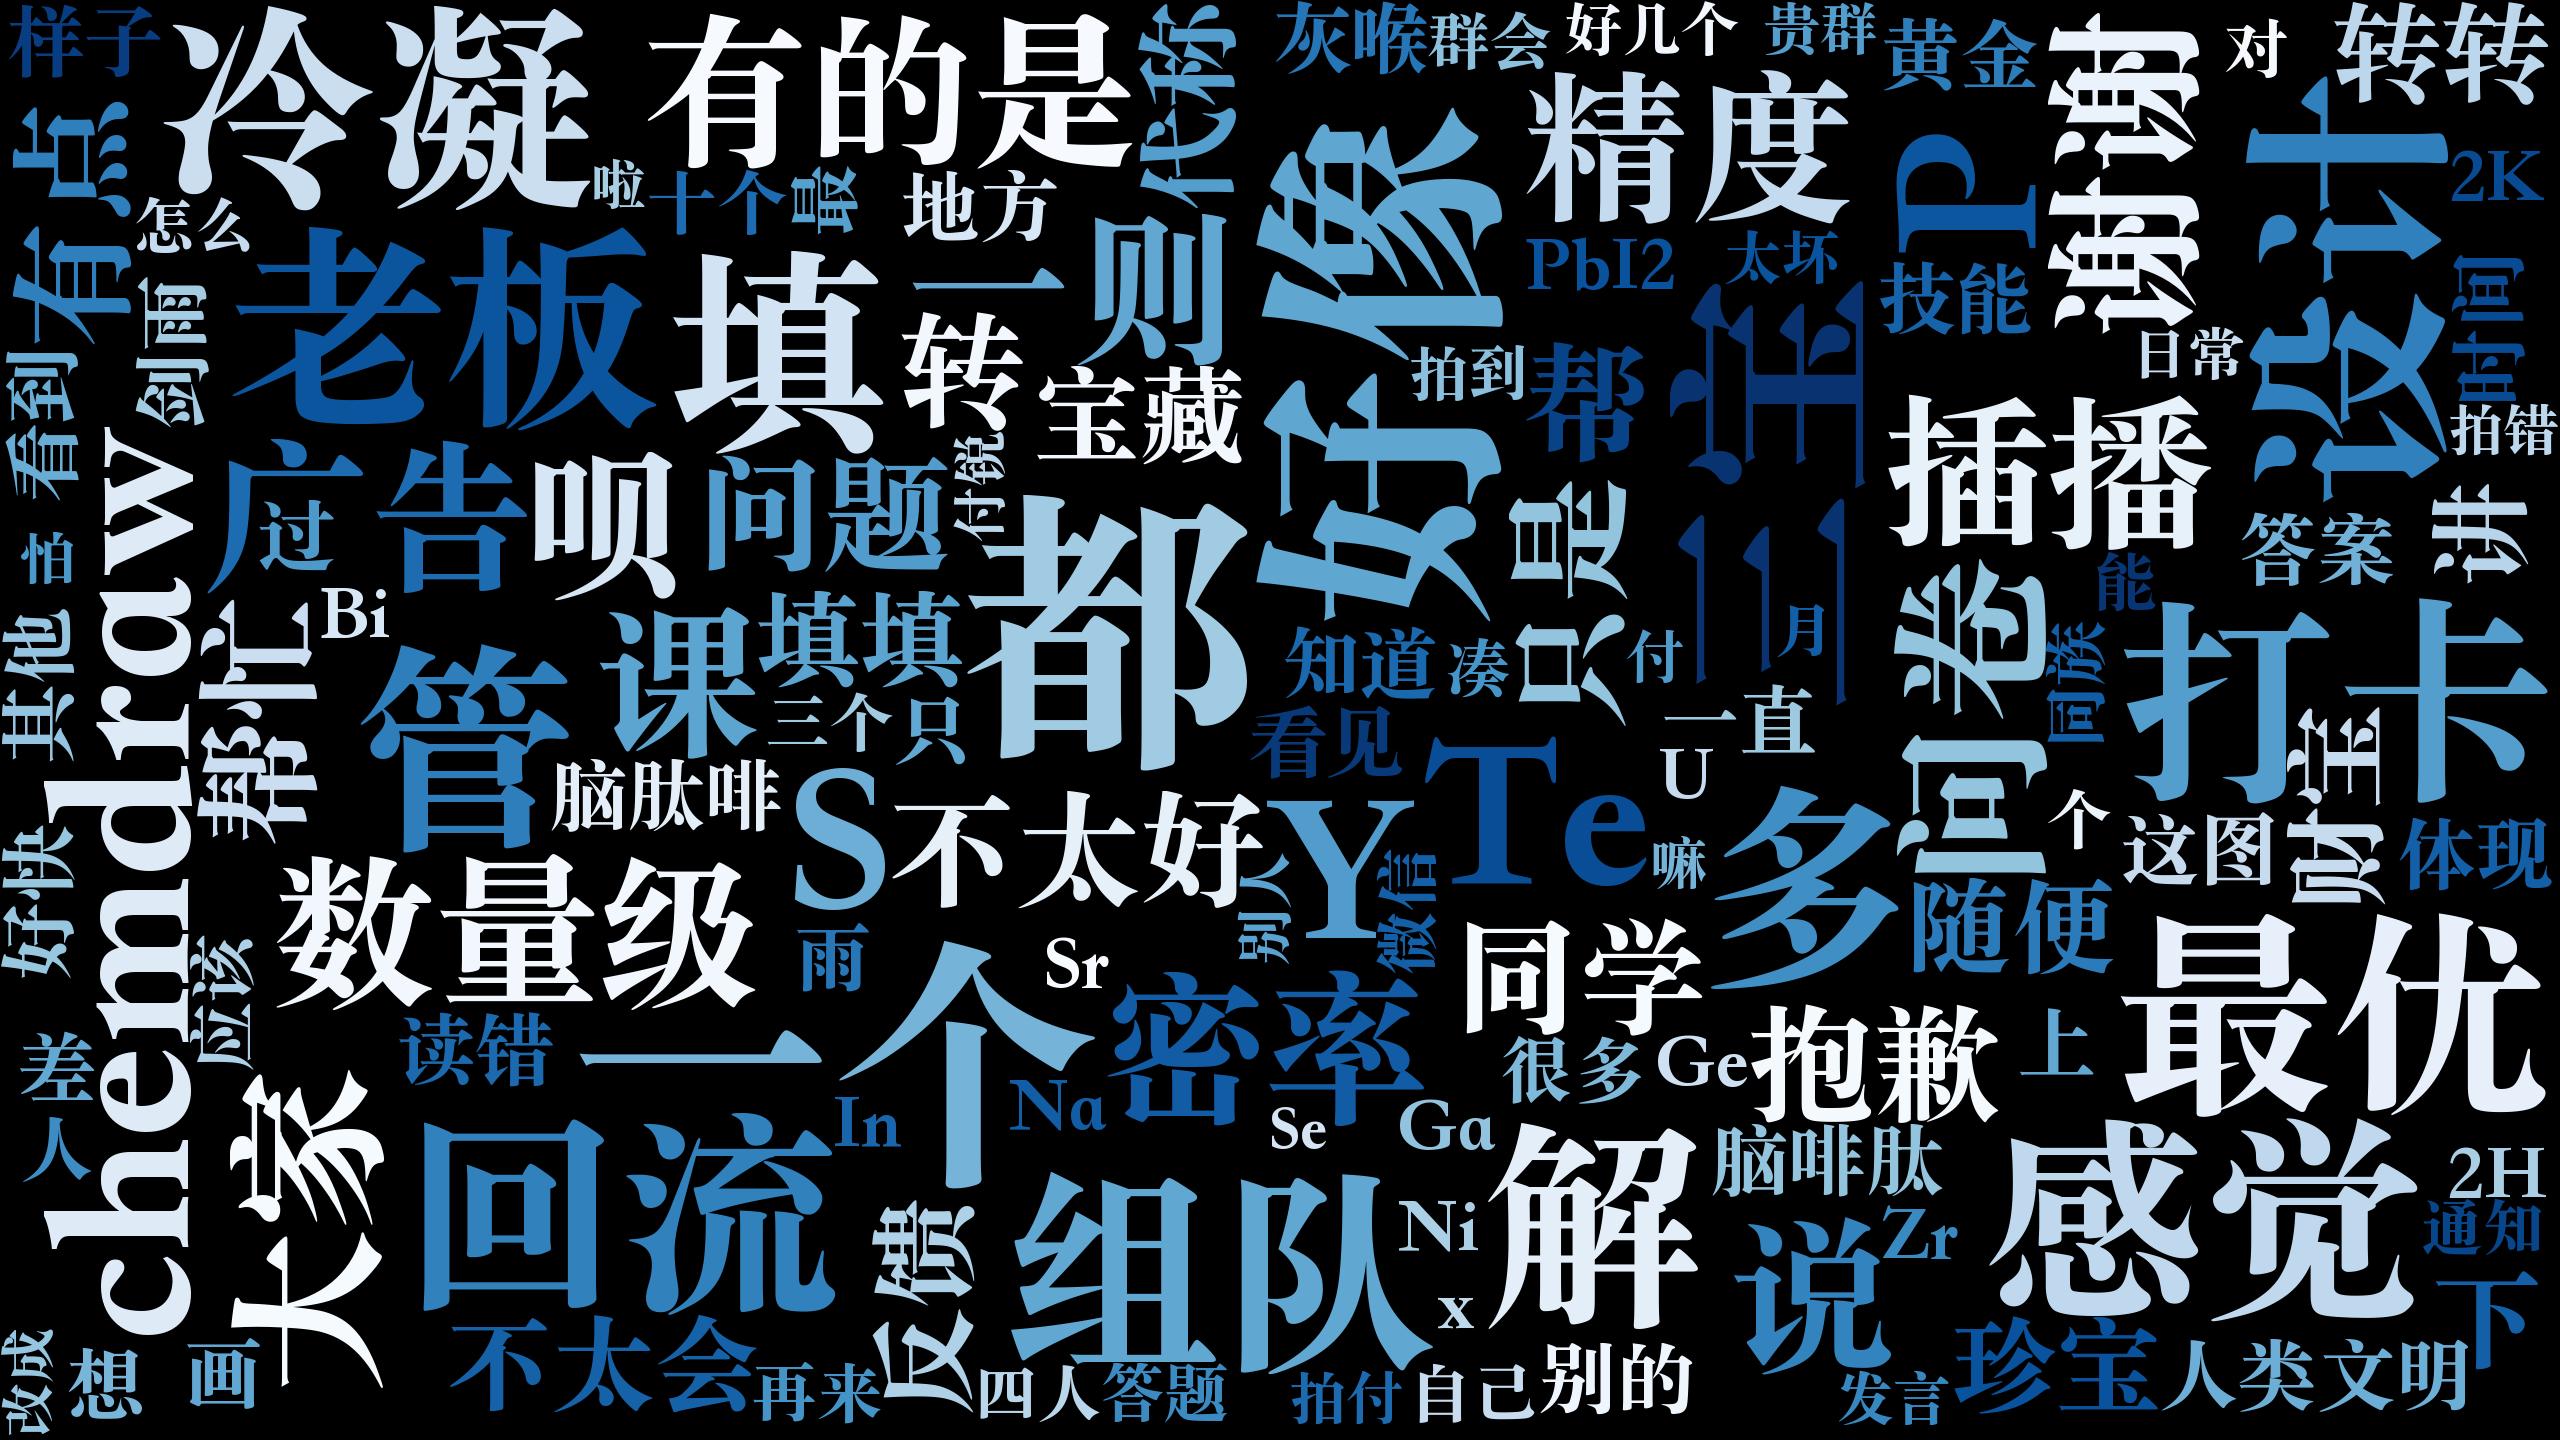 样子
冷凝
有的是
代称
灰喉
群会
好几个
贵群
黄金
谢谢
对
转转
有点
怎么
啦
十个
最
地方
则
好像
精度
P
设计
2K
剑雨
老板
填
一转
宝藏
PbI2
太坏
技能
三宝
时间
日常
看到
拍到
帮
插播
拍错
chemdraw
广告
过
呗
问题
付锐
都
只是
答案
讲
怕
帮忙
Bi
课
填填
知道
凑
付
月
问卷
能
同族
打卡
其他
管
三个
只
看见
一直
U
财宝
脑肽啡
S
不太好
Y
Te
嘛
多
个
这图
体现
好快
数量级
雨
别人
微信
随便
最优
应该
一个
Sr
密率
同学
差
读错
很多
Ge
抱歉
上
人
大家
回流
In
Na
Se
Ga
解
脑啡肽
感觉
2H
反馈
组队
Ni
x
说
Zr
通知
下
改成
想
画
不太会
再来
四人
答题
拍付
自己
别的
发言
珍宝
人类文明